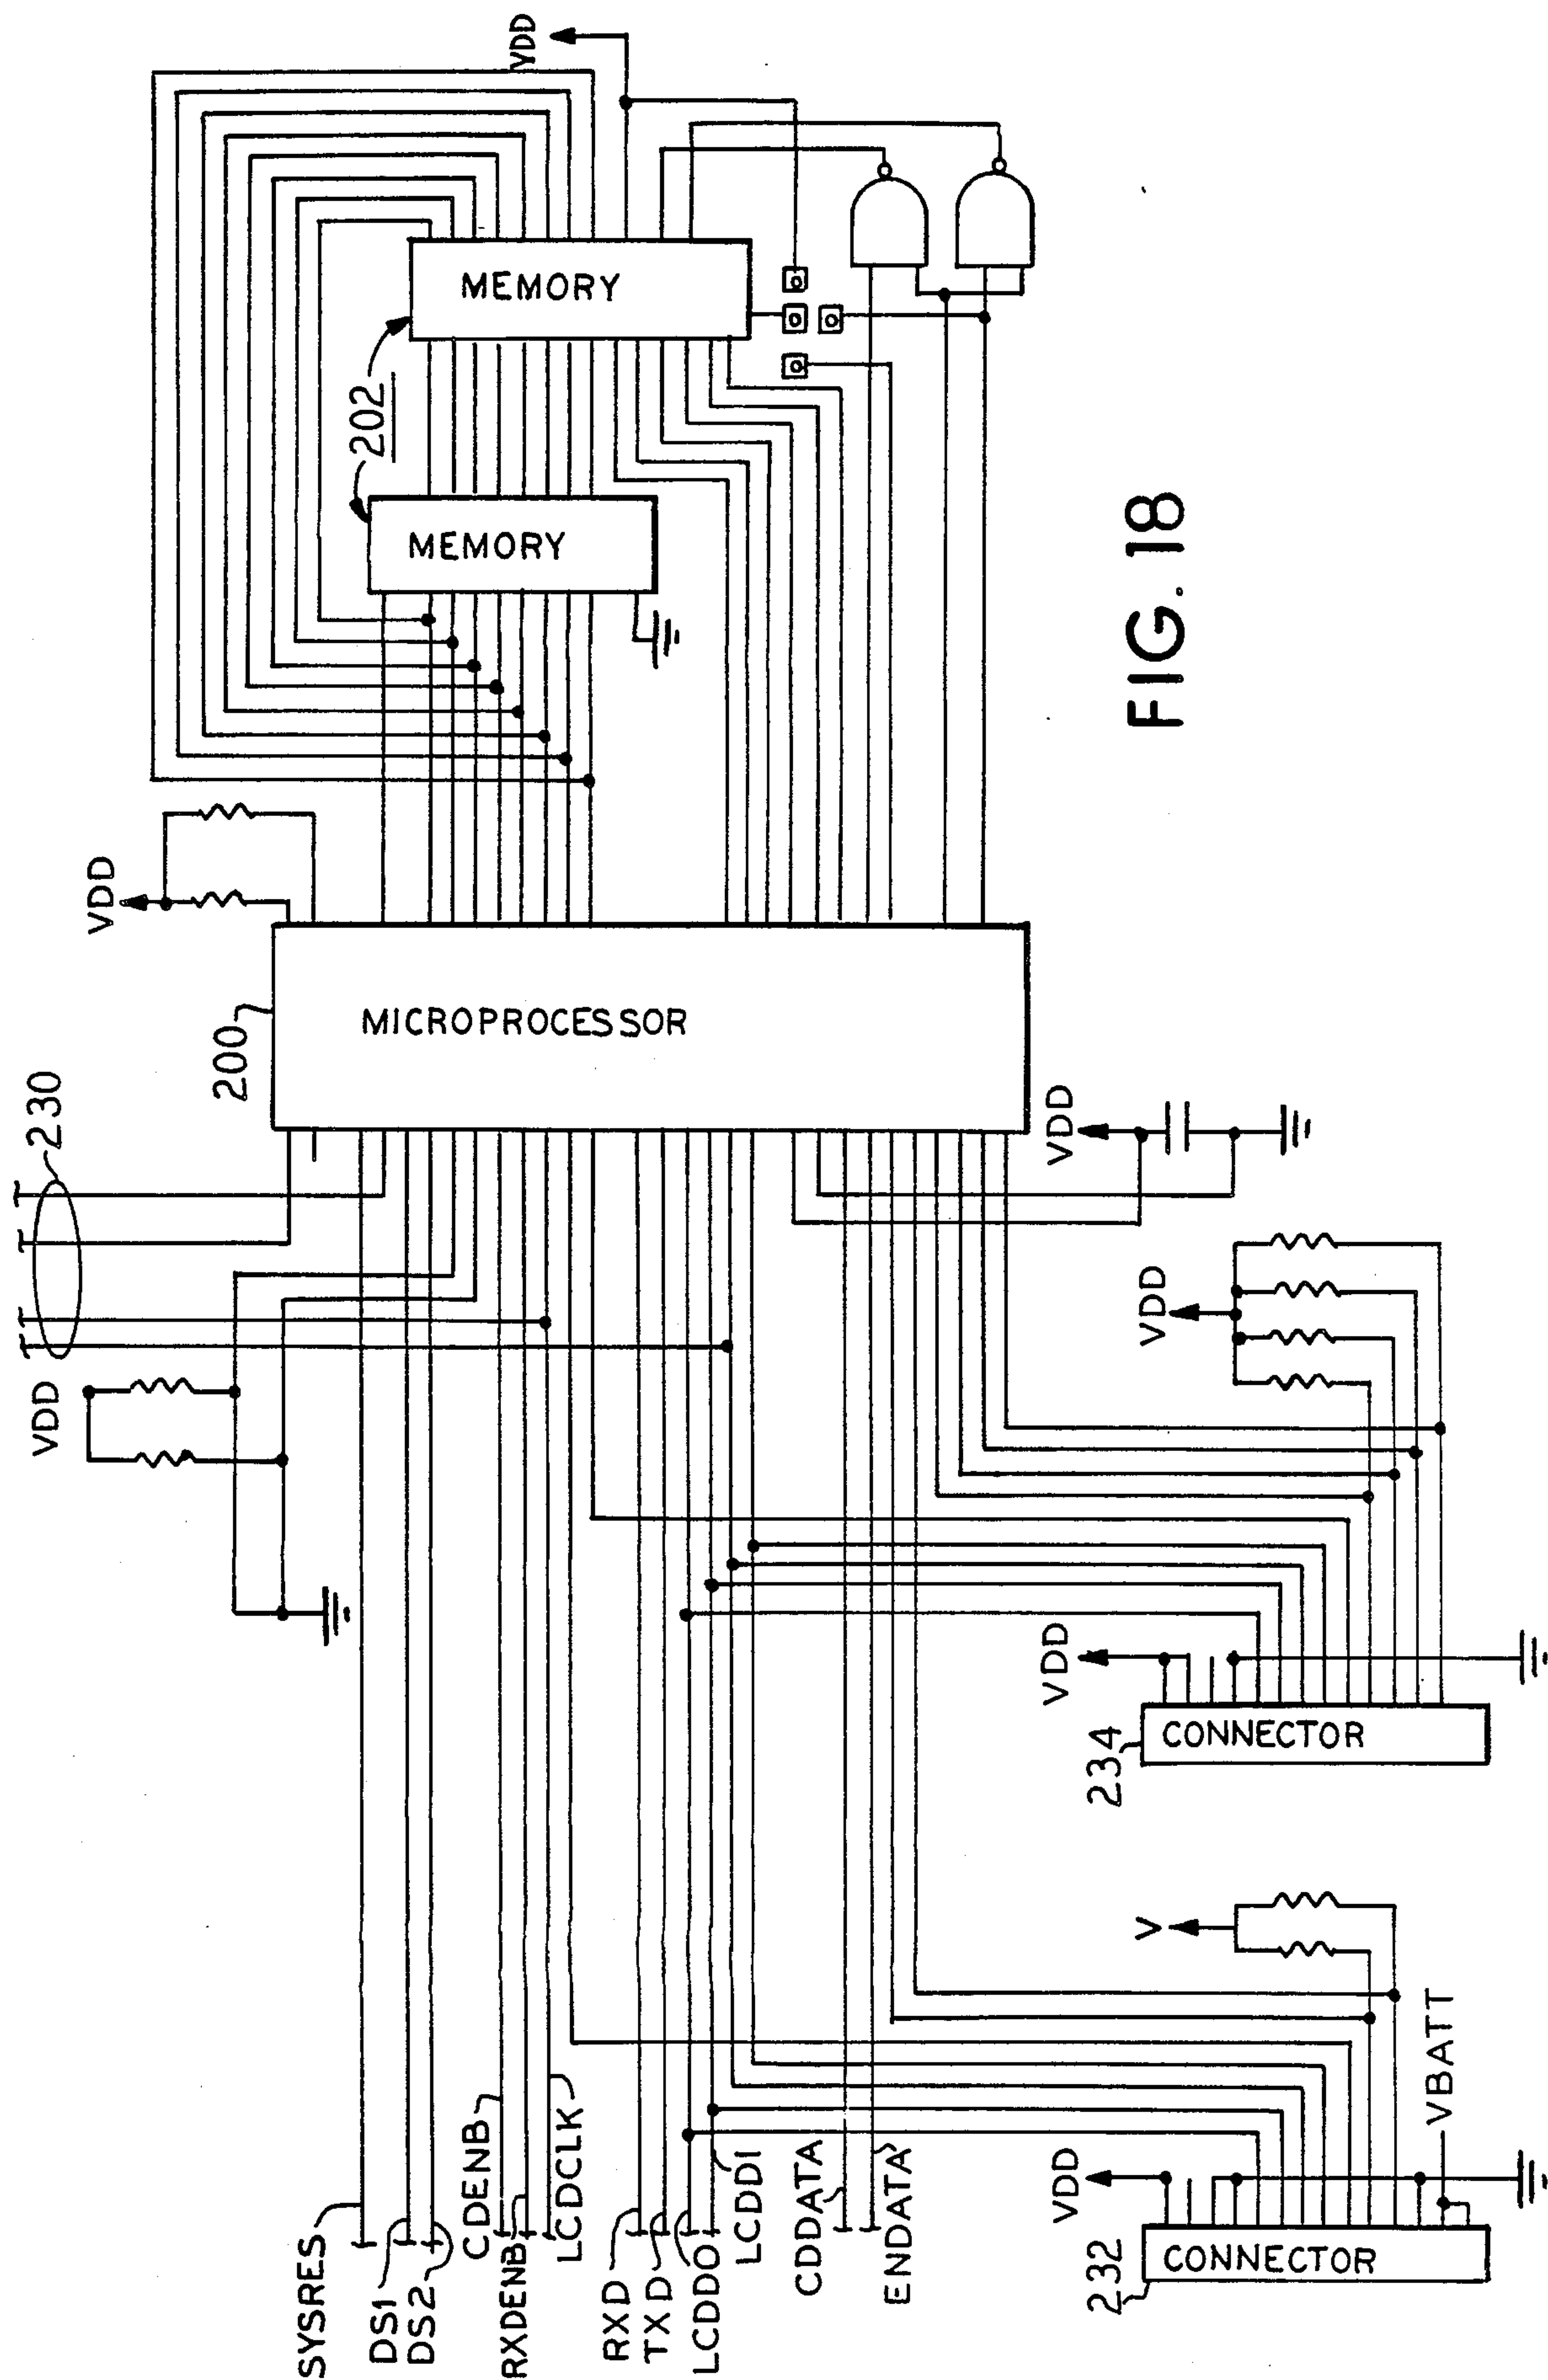 VDD
MEMORY
202
MEMORY
VDD
200
MICROPROCESSOR
230
VDD
VDD
VDD
VDD
234
CONNECTOR
V
VBATT
VDD
232
CONNECTOR
SYSRES
DS1
DS2
CDENB
RXDENB
LCDCLK
RXD
TXD
LCDDO
LCDDI
CDDATA
ENDATA
FIG. 18